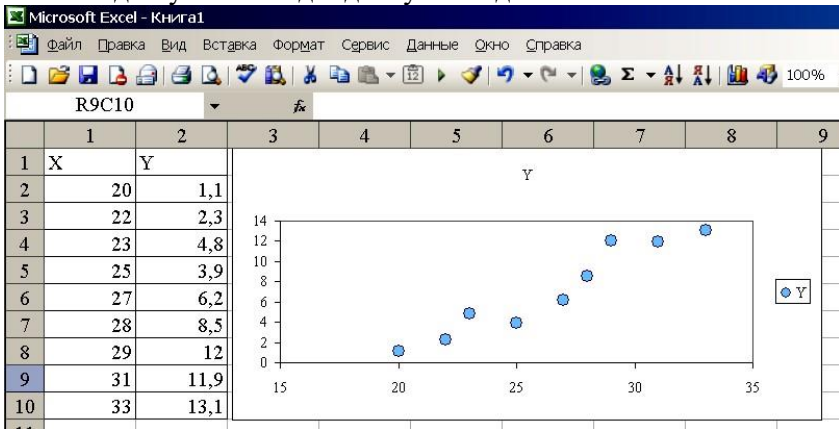 Microsoft Excel - Книга1
Файл Правка Вид Вставка Формат Сервис Данные Окно Справка
100%
R9C10 fx
1 2 3 4 5 6 7 8 9
1 X Y
2 20 1,1
3 22 2,3
4 23 4,8
5 25 3,9
6 27 6,2
7 28 8,5
8 29 12
9 31 11,9
10 33 13,1
Y
14
12
10
8
6
4
2
0
15 20 25 30 35
Y